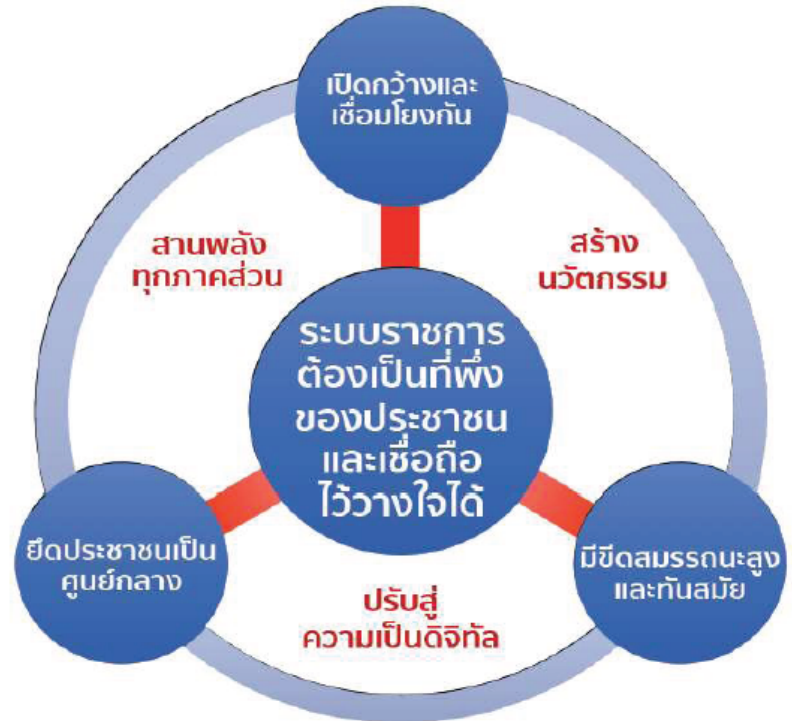 เปิดกว้างและ
เชื่อมโยงกัน
สานพลัง
ทุกภาคส่วน
สร้าง
นวัตกรรม
ระบบราชการ
ต้องเป็นที่พึ่ง
ของประชาชน
และเชื่อถือ
ไว้วางใจได้
ยึดประชาชนเป็น
ศูนย์กลาง
มีขีดสมรรถนะสูง
และทันสมัย
ปรับสู่
ความเป็นดิจิทัล